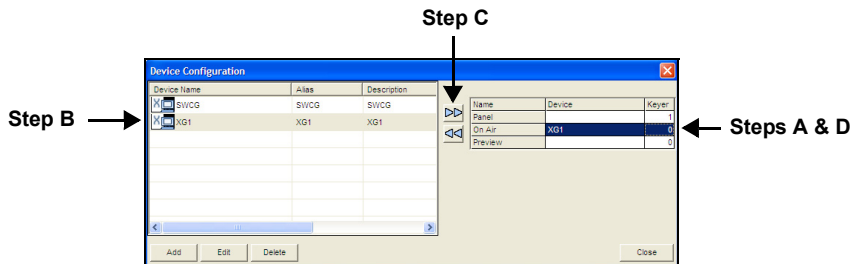 Step C
Device Configuration
Device Name Alias Description
SWCG SWCG SWCG
XG1 XG1 XG1
Name Device Keyer
Panel 1
On Air XG1 0
Preview 0
Step B
Steps A & D
Add Edit Delete Close